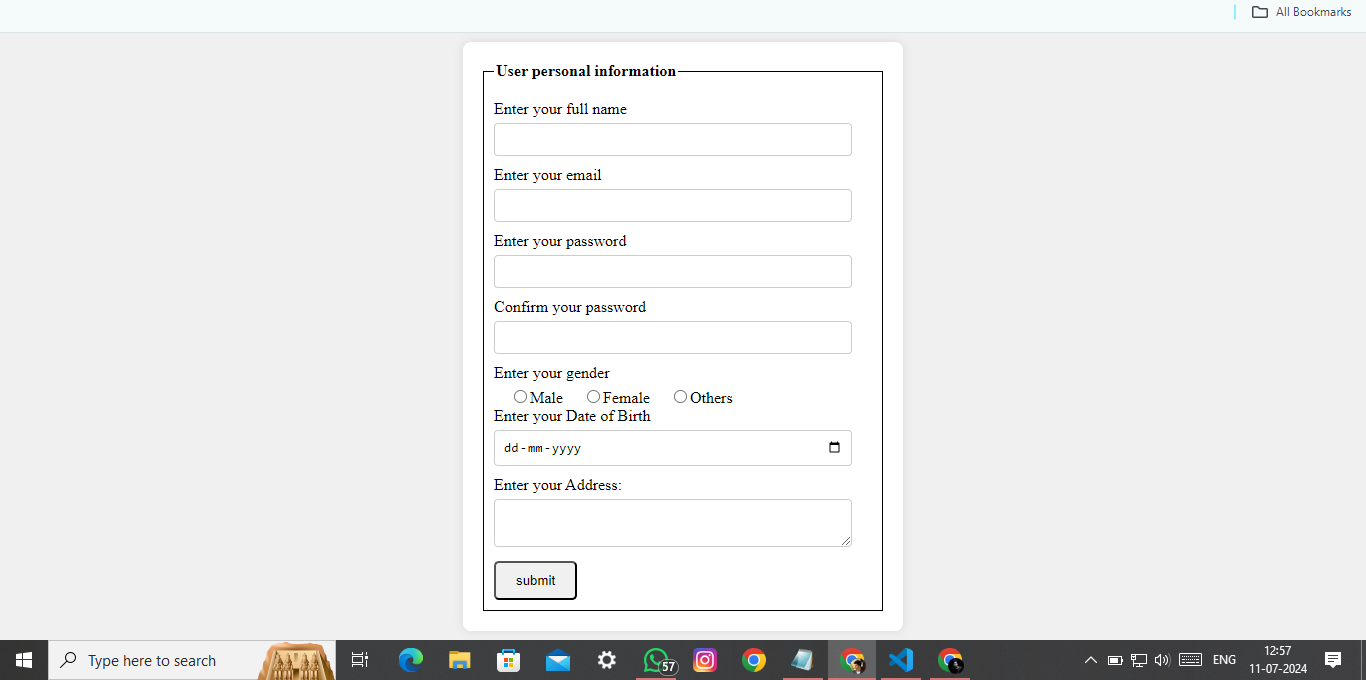 All Bookmarks
User personal information
Enter your full name
Enter your email
Enter your password
Confirm your password
Enter your gender
Male Female Others
Enter your Date of Birth
dd-mm-yyyy
Enter your Address:
submit
Type here to search
57
ENG
12:57
11-07-2024